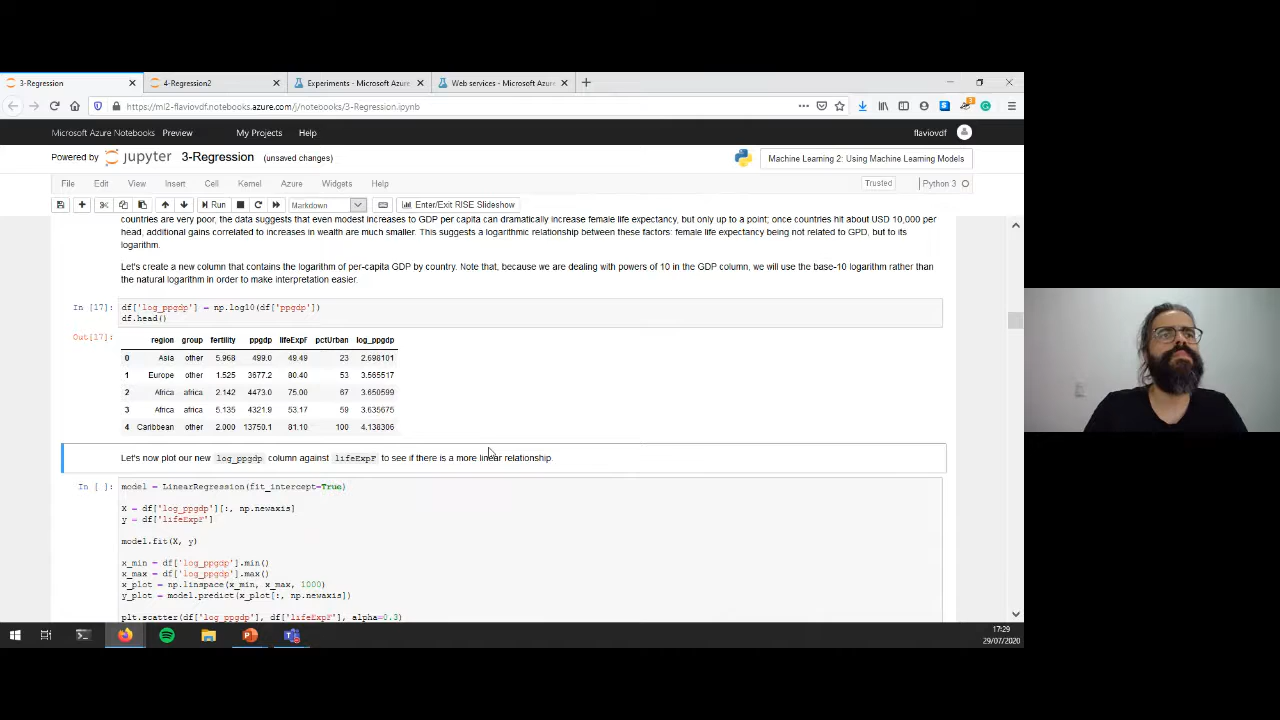 3-Regression
4-Regression2
Experiments - Microsoft Azure
Web services - Microsoft Azure
https://ml2-flaviovdf.notebooks.azure.com/j/notebooks/3-Regression.ipynb
Microsoft Azure Notebooks Preview My Projects Help flaviovdf
Powered by jupyter 3-Regression (unsaved changes) Machine Learning 2: Using Machine Learning Models
File Edit View Insert Cell Kernel Azure Widgets Help Trusted Python 3
Run Markdown Enter/Exit RISE Slideshow
countries are very poor, the data suggests that even modest increases to GDP per capita can dramatically increase female life expectancy, but only up to a point; once countries hit about USD 10,000 per
head, additional gains correlated to increases in wealth are much smaller. This suggests a logarithmic relationship between these factors: female life expectancy being not related to GPD, but to its
logarithm.
Let's create a new column that contains the logarithm of per-capita GDP by country. Note that, because we are dealing with powers of 10 in the GDP column, we will use the base-10 logarithm rather than
the natural logarithm in order to make interpretation easier.
In [17]: df['log_ppgdp'] = np.log10(df['ppgdp'])
df.head()
Out[17]: region group fertility ppgdp lifeExpF pctUrban log_ppgdp
0 Asia other 5.968 499.0 49.49 23 2.698101
1 Europe other 1.525 3677.2 80.40 53 3.565517
2 Africa africa 2.142 4473.0 75.00 67 3.650599
3 Africa africa 5.135 4321.9 53.17 59 3.635675
4 Caribbean other 2.000 13750.1 81.10 100 4.138306
Let's now plot our new log_ppgdp column against lifeExpF to see if there is a more linear relationship.
In [ ]: model = LinearRegression(fit_intercept=True)
X = df['log_ppgdp'][:, np.newaxis]
y = df['lifeExpF']
model.fit(X, y)
x_min = df['log_ppgdp'].min()
x_max = df['log_ppgdp'].max()
x_plot = np.linspace(x_min, x_max, 1000)
y_plot = model.predict(x_plot[:, np.newaxis])
plt.scatter(df['log_ppgdp'], df['lifeExpF'], alpha=0.3)
17:29
29/07/2020